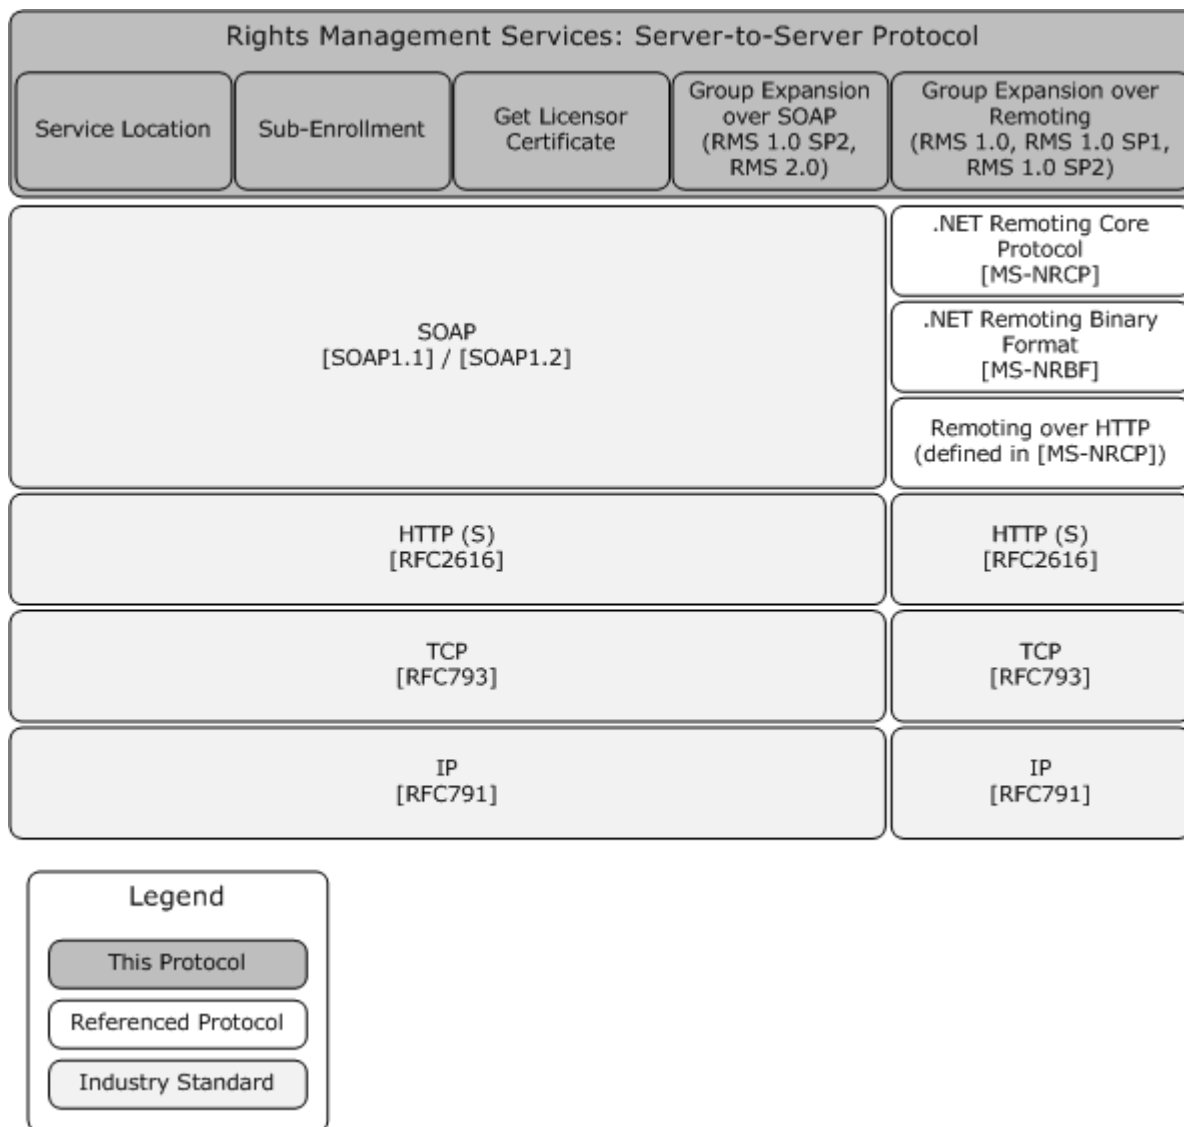 Rights Management Services: Server-to-Server Protocol
Service Location
Sub-Enrollment
Get Licensor
Certificate
Group Expansion
over SOAP
(RMS 1.0 SP2,
RMS 2.0)
Group Expansion over
Remoting
(RMS 1.0, RMS 1.0 SP1,
RMS 1.0 SP2)
SOAP
[SOAP1.1] / [SOAP1.2]
.NET Remoting Core
Protocol
[MS-NRCP]
.NET Remoting Binary
Format
[MS-NRBF]
Remoting over HTTP
(defined in [MS-NRCP])
HTTP (S)
[RFC2616]
HTTP (S)
[RFC2616]
TCP
[RFC793]
TCP
[RFC793]
IP
[RFC791]
IP
[RFC791]
Legend
This Protocol
Referenced Protocol
Industry Standard